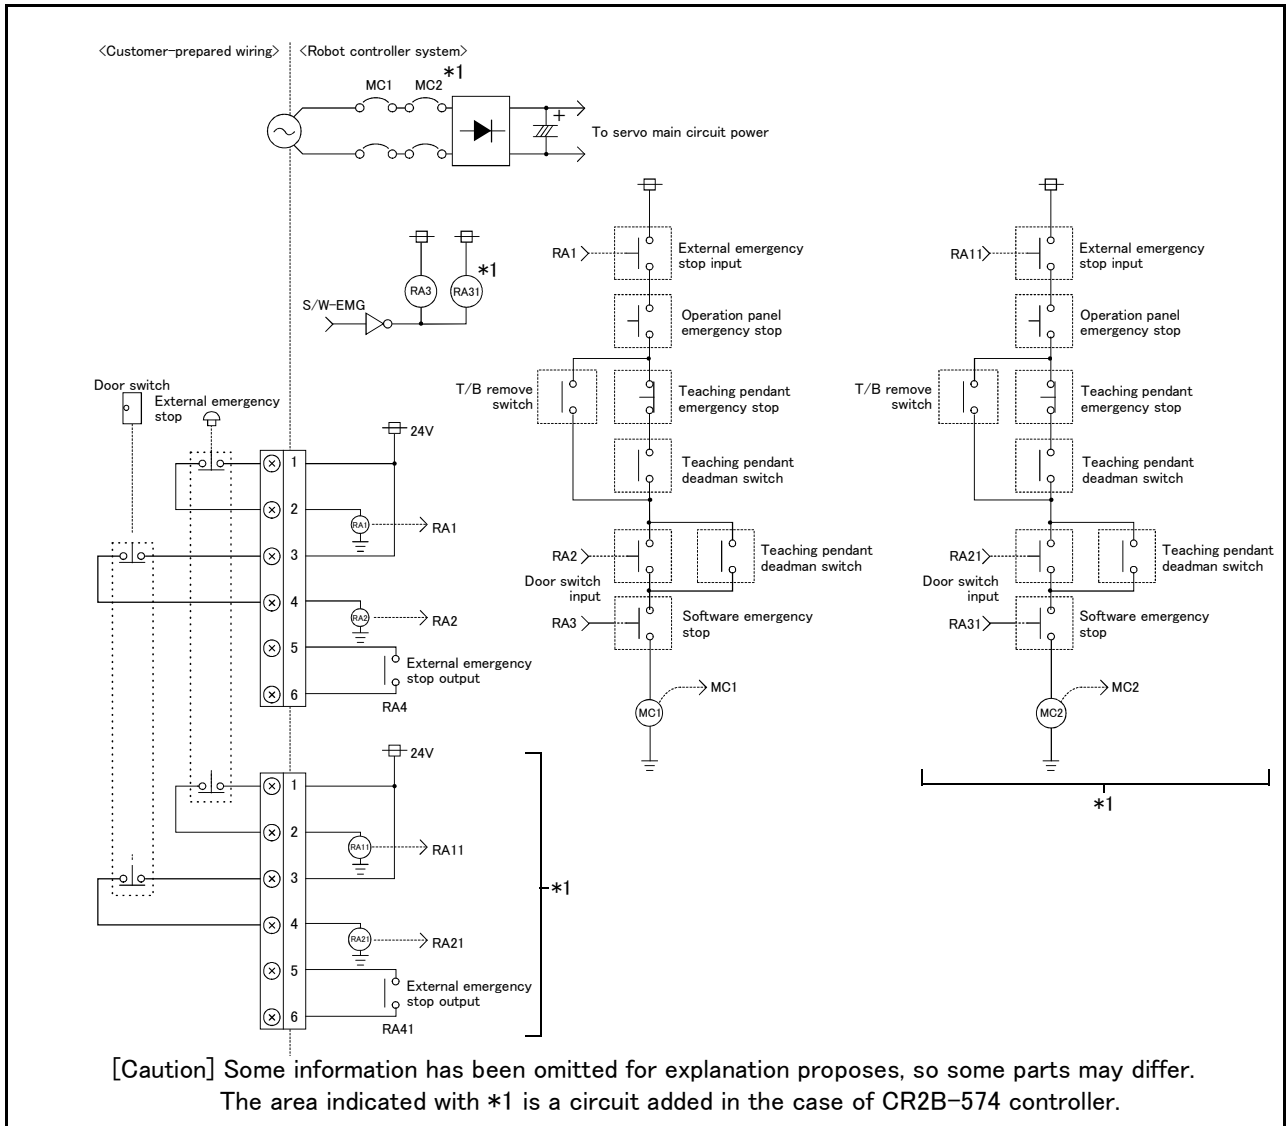 <Customer-prepared wiring>
<Robot controller system>
MC1
MC2
*1
+
To servo main circuit power
RA3
RA31
*1
S/W-EMG
RA1
External emergency
stop input
Operation panel
emergency stop
T/B remove
switch
Teaching pendant
emergency stop
Teaching pendant
deadman switch
RA2
Door switch
input
Teaching pendant
deadman switch
RA3
Software emergency
stop
MC1
MC1
RA11
External emergency
stop input
Operation panel
emergency stop
T/B remove
switch
Teaching pendant
emergency stop
Teaching pendant
deadman switch
RA21
Door switch
input
Teaching pendant
deadman switch
RA31
Software emergency
stop
MC2
MC2
*1
Door switch
External emergency
stop
24V
1
2
RA1
RA1
3
4
RA2
RA2
5
External emergency
stop output
6
RA4
24V
1
2
RA11
RA11
3
4
RA21
RA21
5
External emergency
stop output
6
RA41
*1
[Caution] Some information has been omitted for explanation proposes, so some parts may differ.
The area indicated with *1 is a circuit added in the case of CR2B-574 controller.